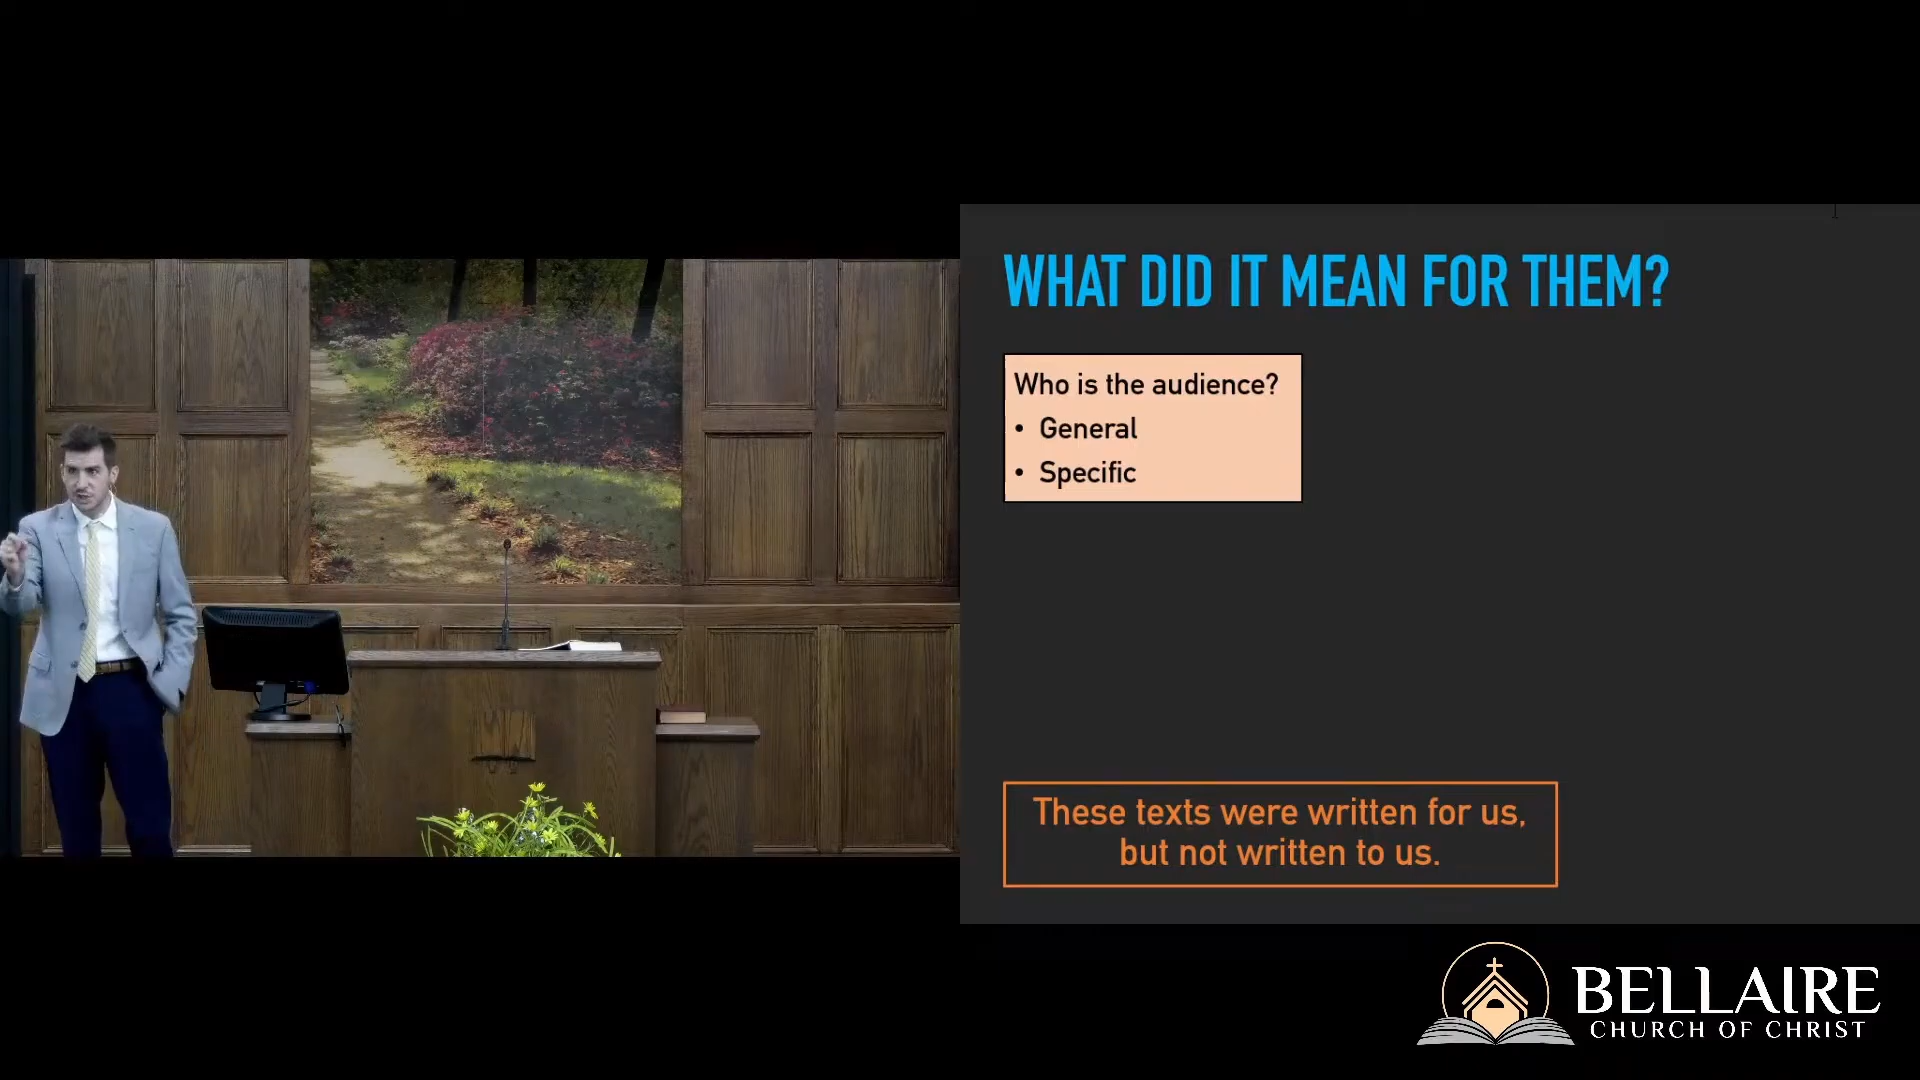 WHAT DID IT MEAN FOR THEM?
Who is the audience?
• General
• Specific
These texts were written for us,
but not written to us.
BELLAIRE
CHURCH OF CHRIST